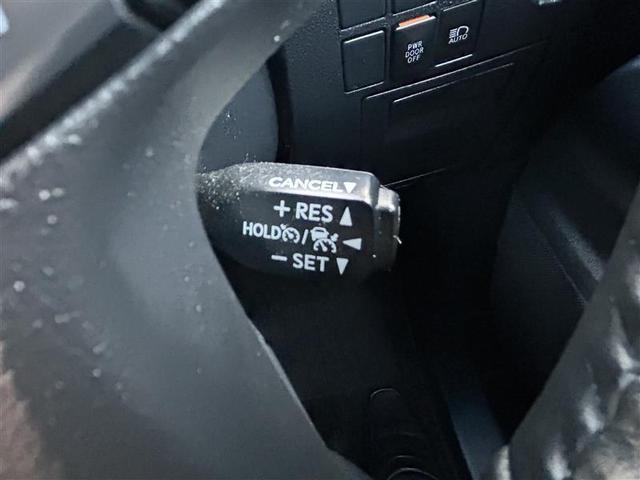 PWR
DOOR
OFF
AUTO
CANCEL▼
+ RES ▲
HOLD / ◄
− SET ▼